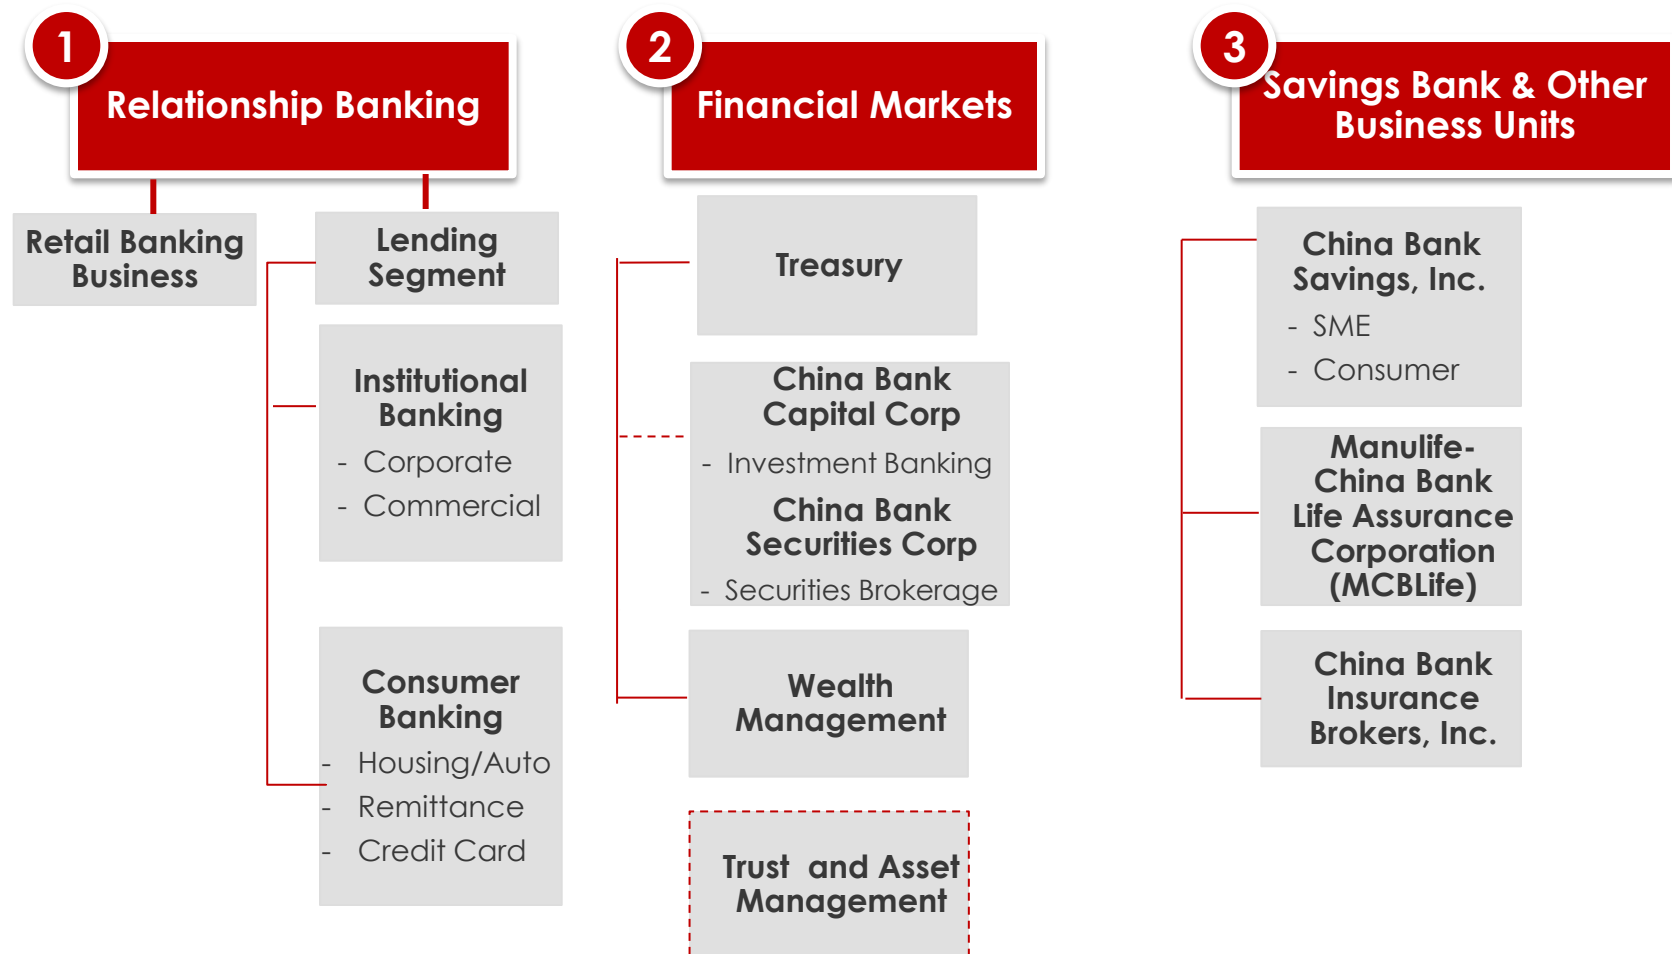 1
Relationship Banking
Retail Banking
Business
Lending
Segment
Institutional
Banking
- Corporate
- Commercial
Consumer
Banking
- Housing/Auto
- Remittance
- Credit Card
2
Financial Markets
Treasury
China Bank
Capital Corp
- Investment Banking
China Bank
Securities Corp
- Securities Brokerage
Wealth
Management
Trust and Asset
Management
3
Savings Bank & Other
Business Units
China Bank
Savings, Inc.
- SME
- Consumer
Manulife-
China Bank
Life Assurance
Corporation
(MCBLife)
China Bank
Insurance
Brokers, Inc.